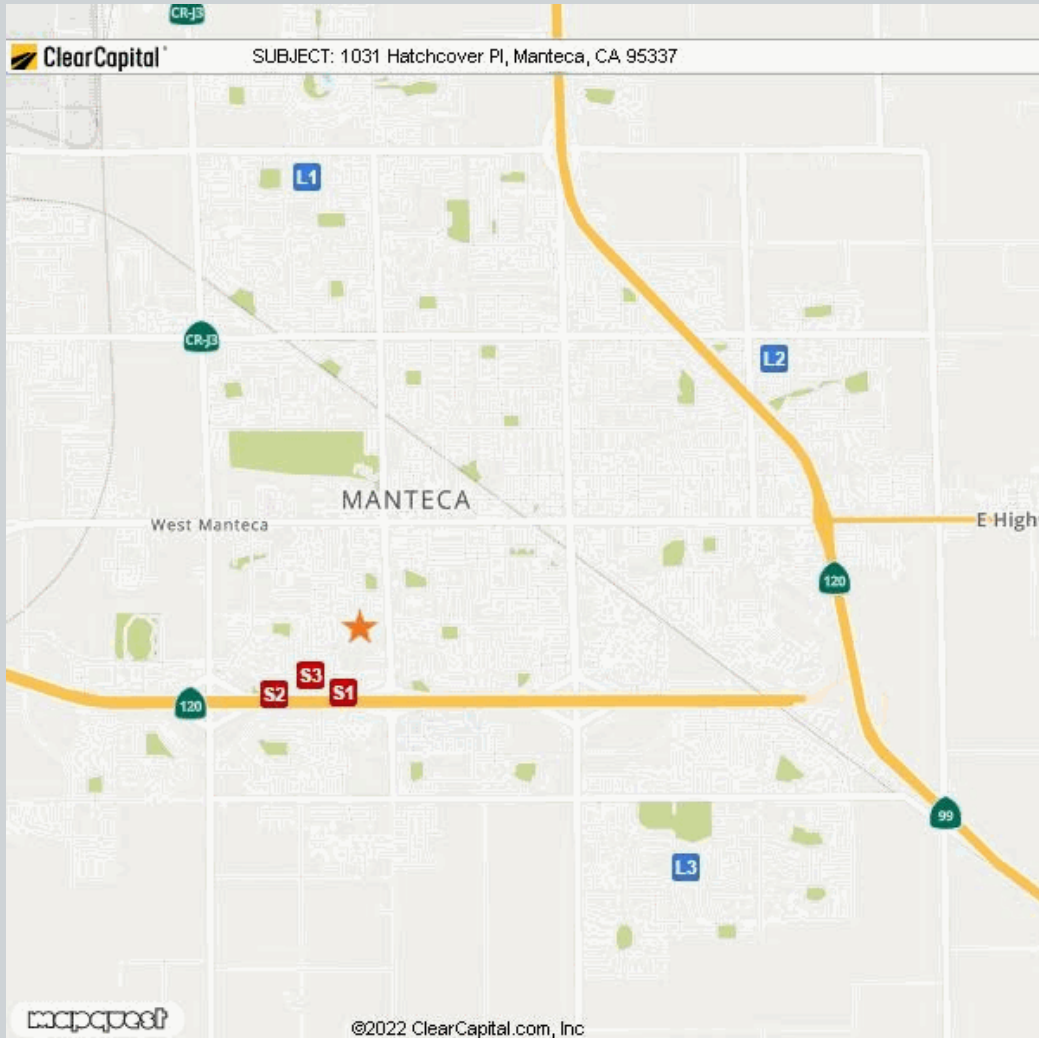 CR-J3
ClearCapital
SUBJECT: 1031 Hatchcover Pl, Manteca, CA 95337
L1
CR-J3
L2
MANTECA
West Manteca
E High
120
S3
S2
S1
120
99
L3
mapquest
©2022 ClearCapital.com, Inc